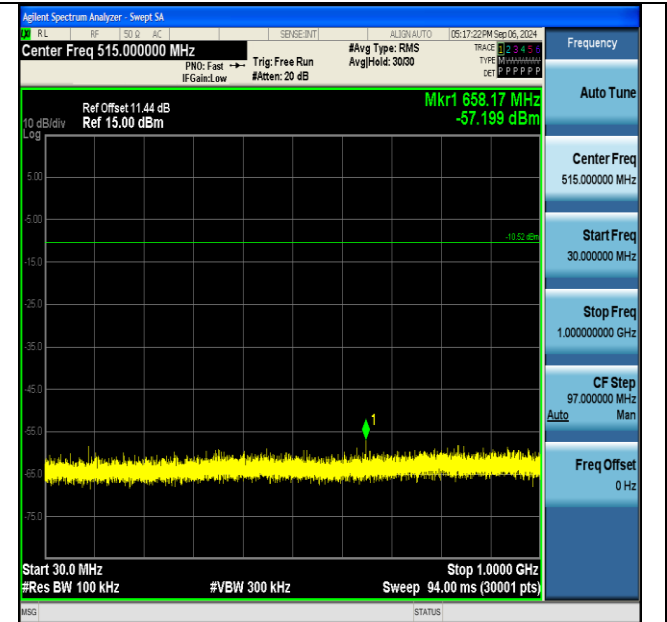 Agilent Spectrum Analyzer - Swept SA
RL RF 50 Ω AC SENSE:INT ALIGN AUTO 05:17:22 PM Sep 06, 2024
Center Freq 515.000000 MHz
PNO: Fast
IFGain:Low
Trig: Free Run
#Atten: 20 dB
#Avg Type: RMS
Avg|Hold: 30/30
TRACE 1 2 3 4 5 6
TYPE
DET P P P P P P
Frequency
Ref Offset 11.44 dB
10 dB/div Ref 15.00 dBm
Log
Mkr1 658.17 MHz
-57.199 dBm
5.00
-5.00
-15.0
-25.0
-35.0
-45.0
-55.0
-65.0
-75.0
1
Start 30.0 MHz
Stop 1.0000 GHz
#Res BW 100 kHz
#VBW 300 kHz
Sweep 94.00 ms (30001 pts)
MSG
STATUS
Auto Tune
Center Freq
515.000000 MHz
Start Freq
30.000000 MHz
Stop Freq
1.000000000 GHz
CF Step
97.000000 MHz
Auto Man
Freq Offset
0 Hz